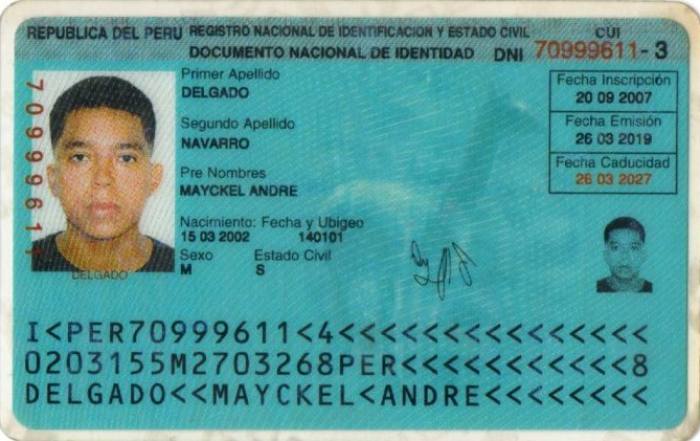 REPUBLICA DEL PERU REGISTRO NACIONAL DE IDENTIFICACION Y ESTADO CIVIL CUI
DOCUMENTO NACIONAL DE IDENTIDAD DNI 70999611-3
Primer Apellido
DELGADO
Segundo Apellido
NAVARRO
Pre Nombres
MAYCKEL ANDRE
Nacimiento: Fecha y Ubigeo
15 03 2002 140101
Sexo Estado Civil
M S
Fecha Inscripción
20 09 2007
Fecha Emisión
26 03 2019
Fecha Caducidad
26 03 2027
70999611
DELGADO
I<PER70999611<4<<<<<<<<<<<<<<<
0203155M2703268PER<<<<<<<<<<<8
DELGADO<<MAYCKEL<ANDRE<<<<<<<<